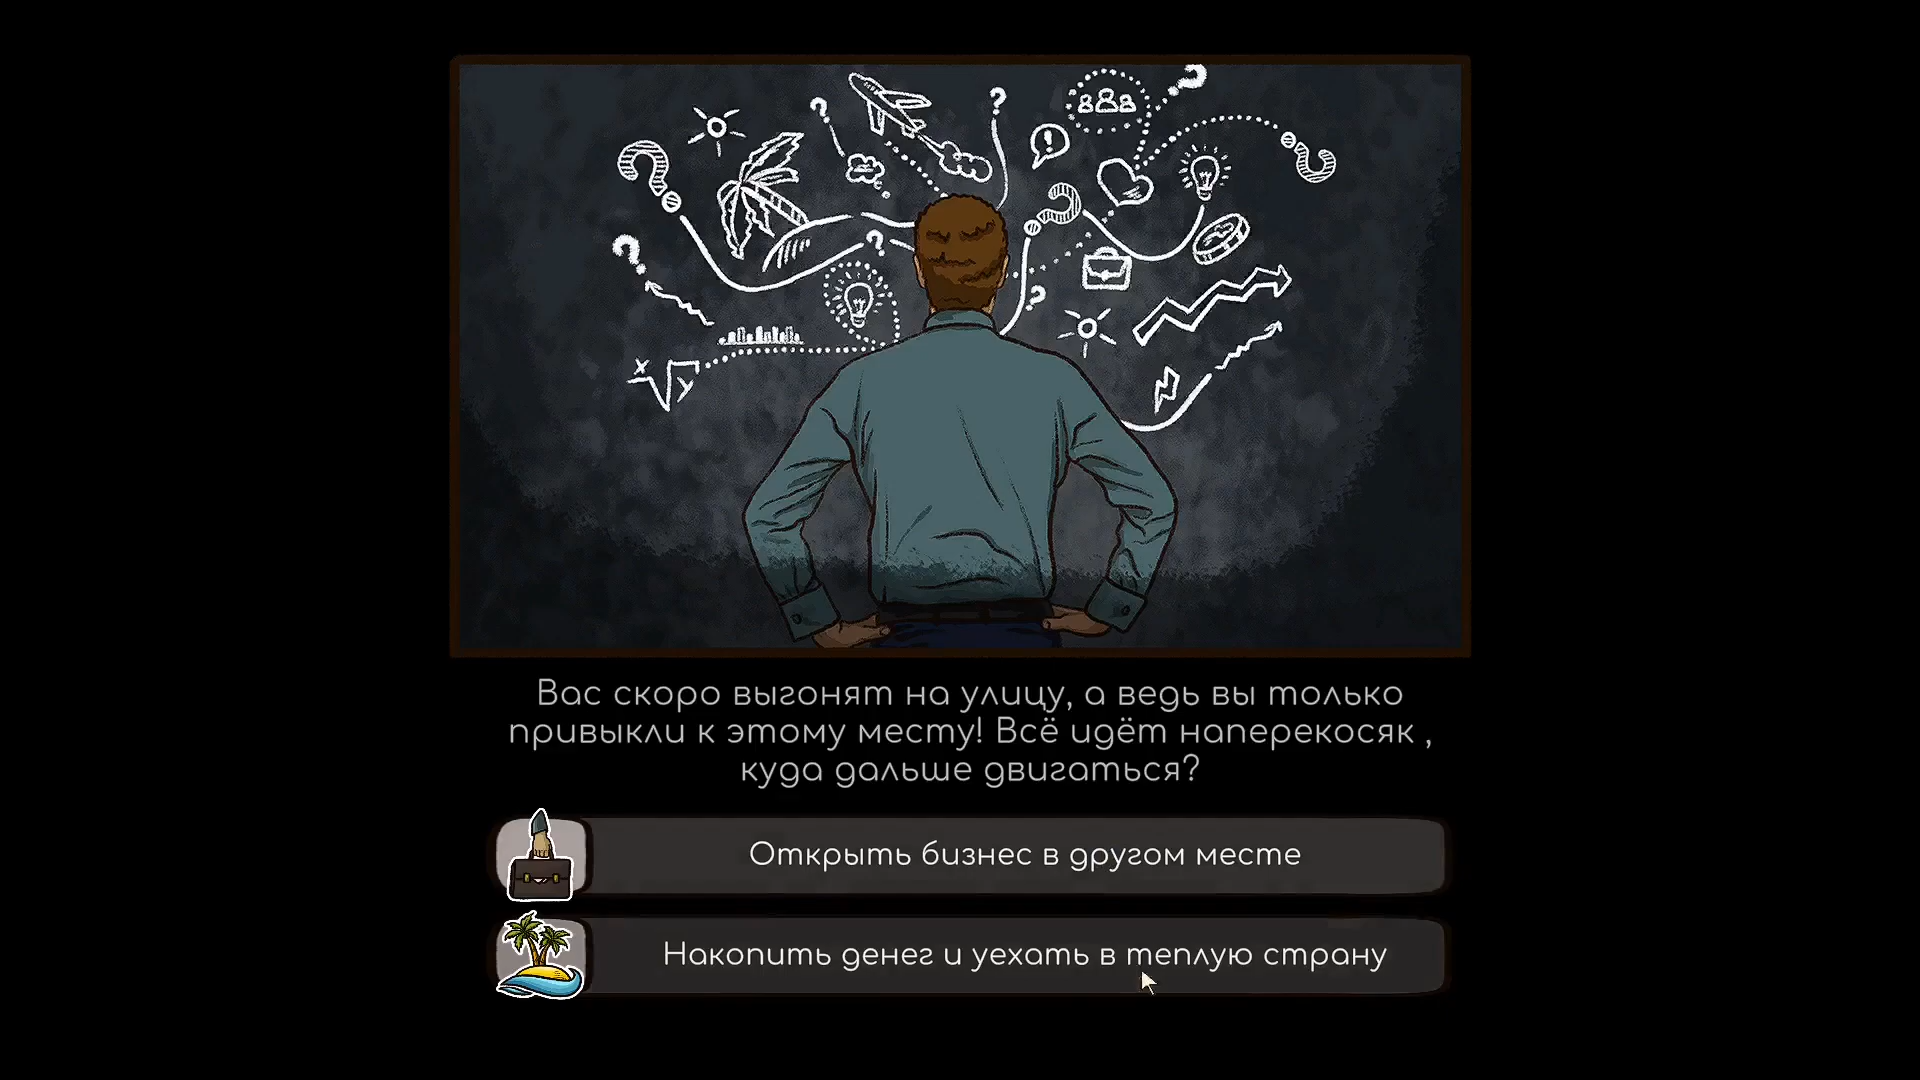 Вас скоро выгонят на улицу, а ведь вы только
привыкли к этому месту! Всё идёт наперекосяк ,
куда дальше двигаться?
Открыть бизнес в другом месте
Накопить денег и уехать в теплую страну